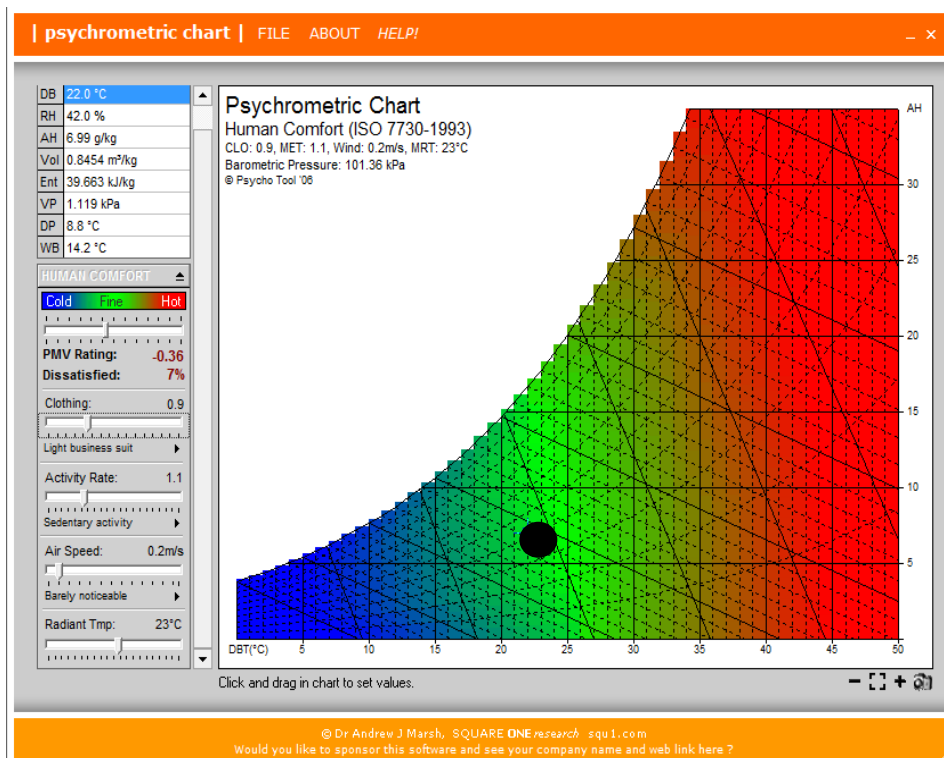 | psychrometric chart | FILE ABOUT HELP!
DB 22.0 °C
RH 42.0 %
AH 6.99 g/kg
Vol 0.8454 m³/kg
Ent 39.663 kJ/kg
VP 1.119 kPa
DP 8.8 °C
WB 14.2 °C
HUMAN COMFORT
Cold Fine Hot
PMV Rating: -0.36
Dissatisfied: 7%
Clothing: 0.9
Light business suit
Activity Rate: 1.1
Sedentary activity
Air Speed: 0.2m/s
Barely noticeable
Radiant Tmp: 23°C
Psychrometric Chart
Human Comfort (ISO 7730-1993)
CLO: 0.9, MET: 1.1, Wind: 0.2m/s, MRT: 23°C
Barometric Pressure: 101.36 kPa
© Psycho Tool '06
AH
30
25
20
15
10
5
DBT(°C) 5 10 15 20 25 30 35 40 45 50
Click and drag in chart to set values.
© Dr Andrew J Marsh, SQUARE ONE research squ1.com
Would you like to sponsor this software and see your company name and web link here ?